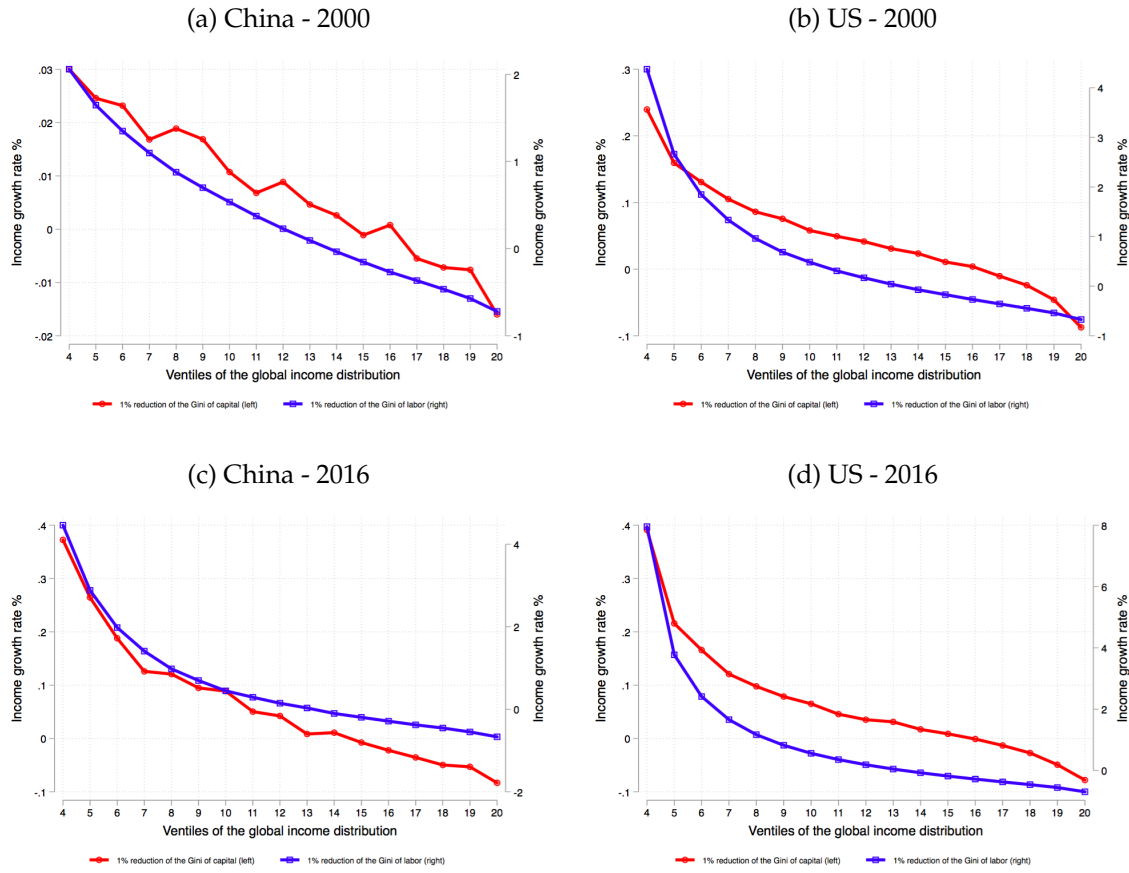 (a) China - 2000
.03
.02
.01
0
-.01
-.02
Income growth rate %
2
1
0
-1
Income growth rate %
4 5 6 7 8 9 10 11 12 13 14 15 16 17 18 19 20
Ventiles of the global income distribution
1% reduction of the Gini of capital (left) 1% reduction of the Gini of labor (right)
(b) US - 2000
.3
.2
.1
0
-.1
Income growth rate %
4
3
2
1
0
-1
Income growth rate %
4 5 6 7 8 9 10 11 12 13 14 15 16 17 18 19 20
Ventiles of the global income distribution
1% reduction of the Gini of capital (left) 1% reduction of the Gini of labor (right)
(c) China - 2016
.4
.3
.2
.1
0
-.1
Income growth rate %
4
2
0
-2
Income growth rate %
4 5 6 7 8 9 10 11 12 13 14 15 16 17 18 19 20
Ventiles of the global income distribution
1% reduction of the Gini of capital (left) 1% reduction of the Gini of labor (right)
(d) US - 2016
.4
.3
.2
.1
0
-.1
Income growth rate %
8
6
4
2
0
Income growth rate %
4 5 6 7 8 9 10 11 12 13 14 15 16 17 18 19 20
Ventiles of the global income distribution
1% reduction of the Gini of capital (left) 1% reduction of the Gini of labor (right)